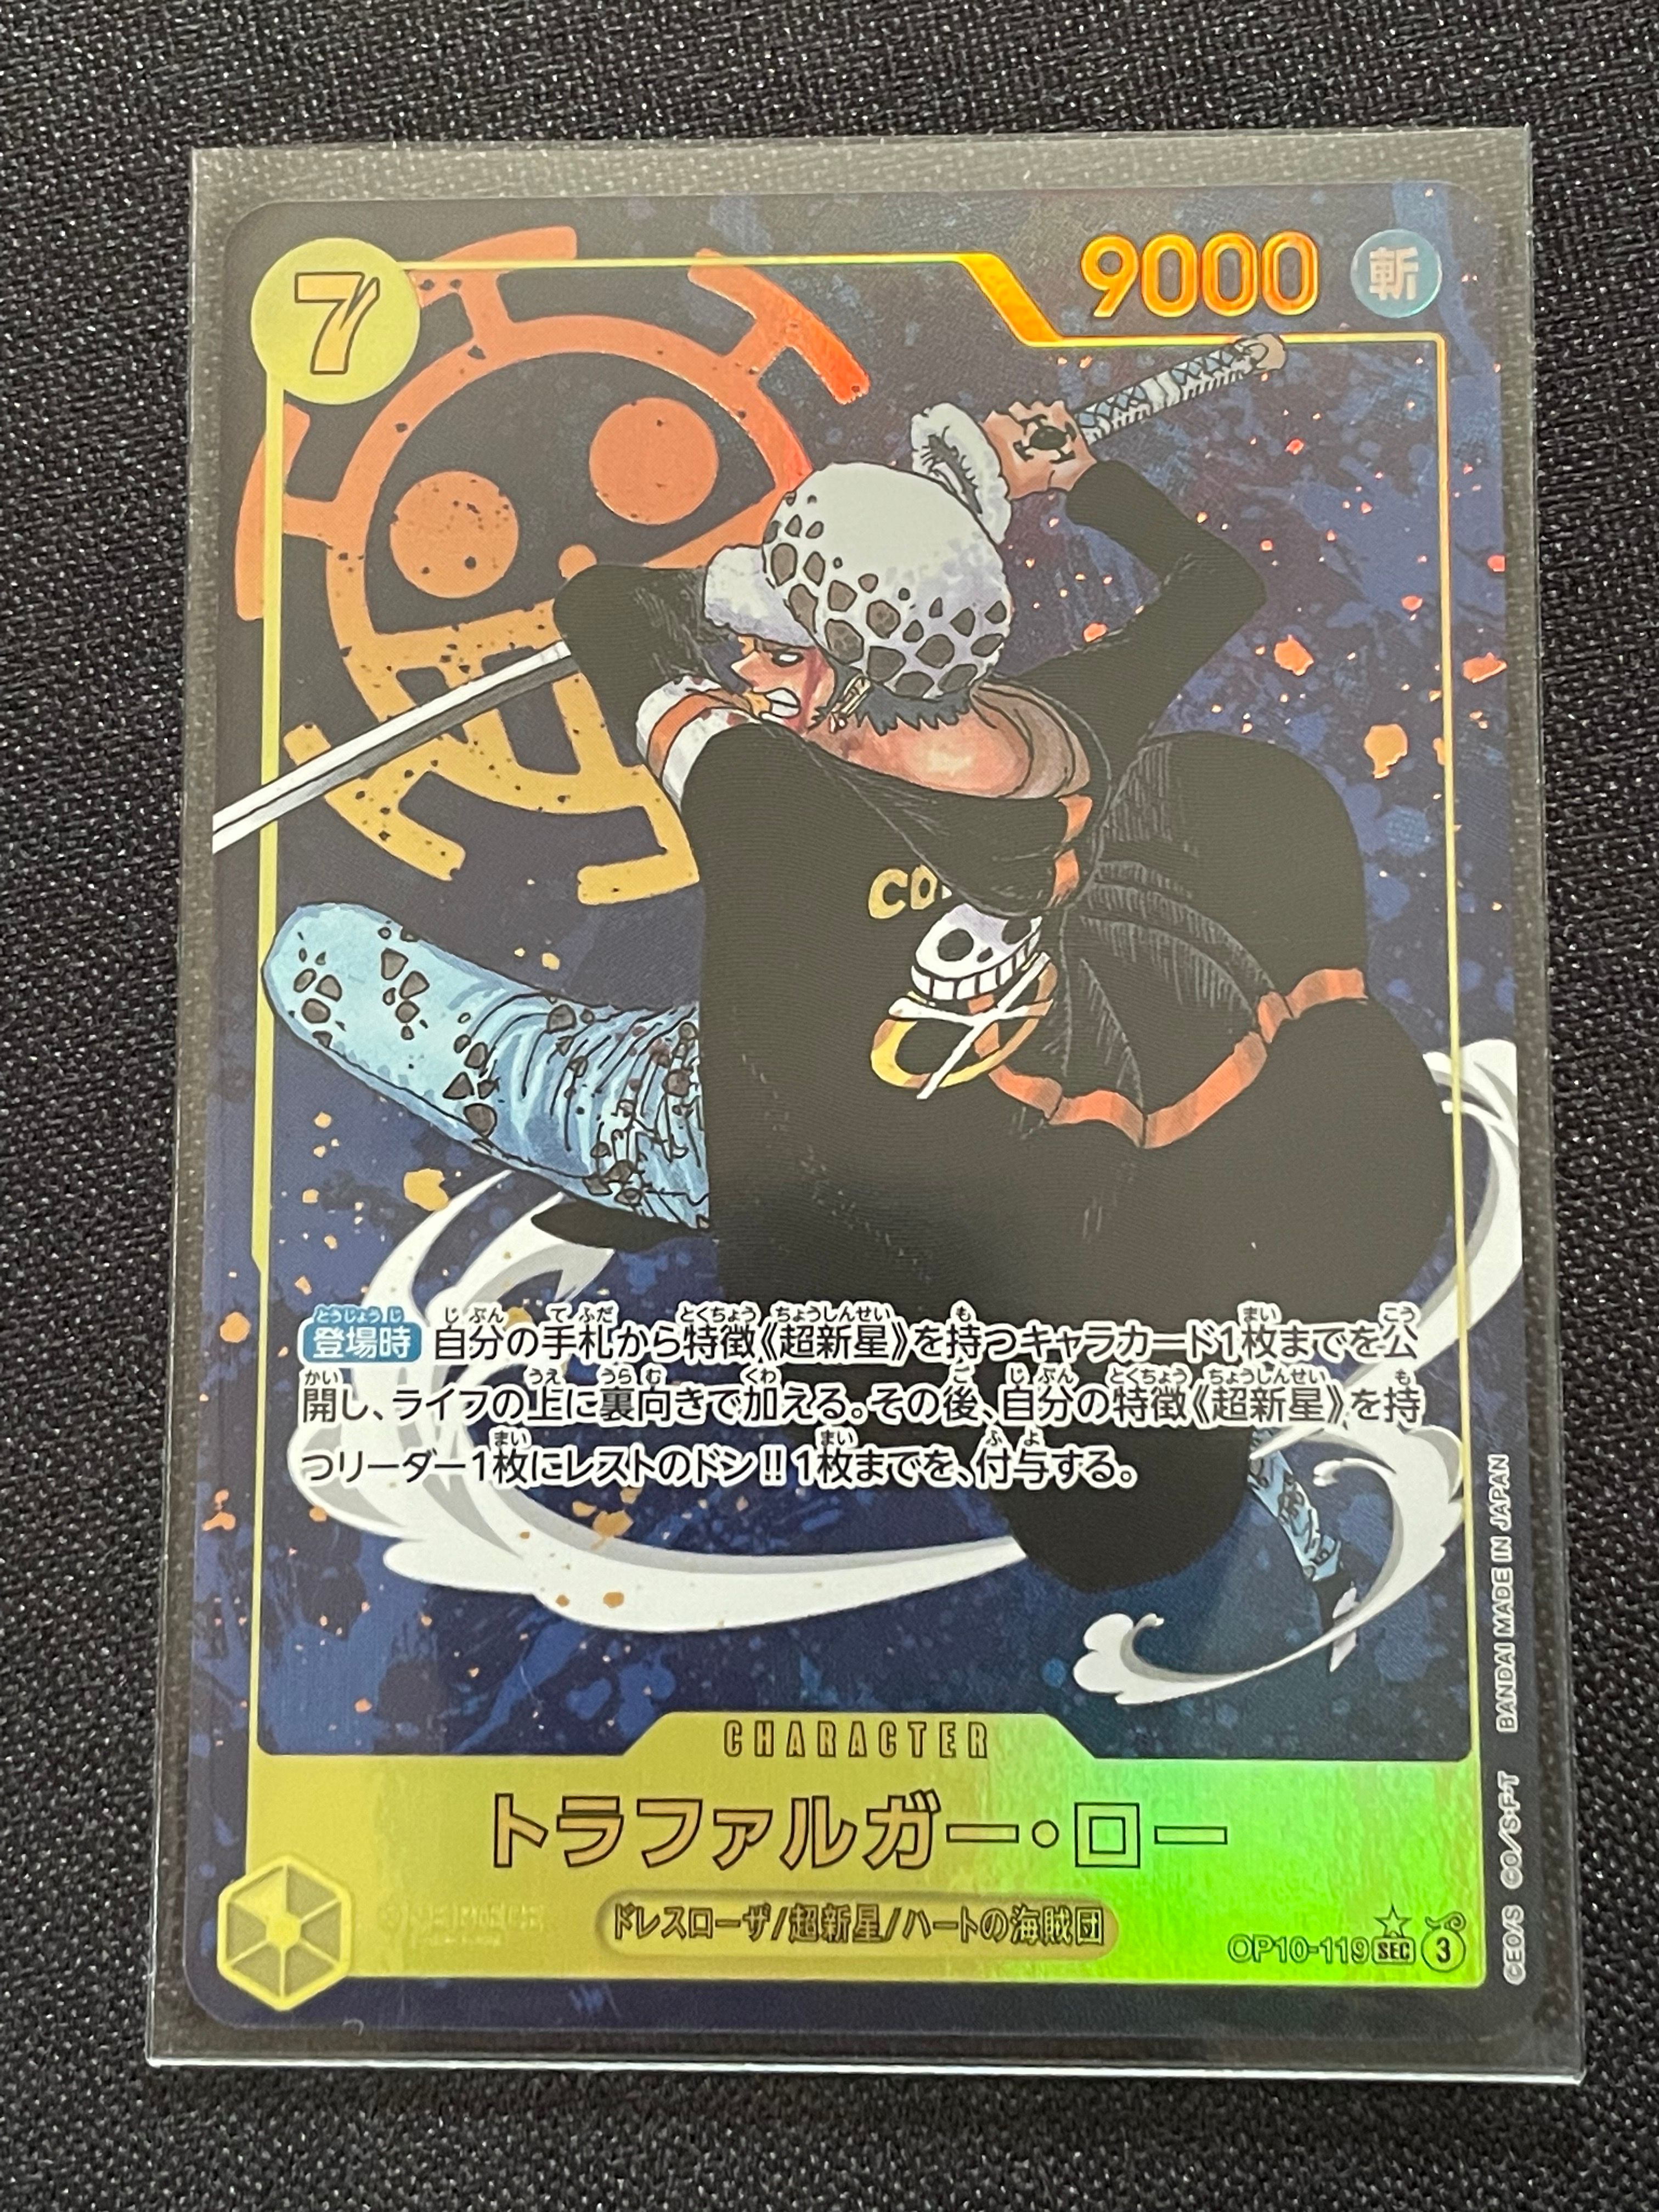 7
9000
斬
CO
登場時 自分の手札から特徴《超新星》を持つキャラカード1枚までを公
開し、ライフの上に裏向きで加える。その後、自分の特徴《超新星》を持
つリーダー1枚にレストのドン!!1枚までを、付与する。
CHARACTER
トラファルガー・ロー
ドレスローザ/超新星/ハートの海賊団
OP10-119 SEC 3
©EO/S ©O/S・F・T BANDAI MADE IN JAPAN